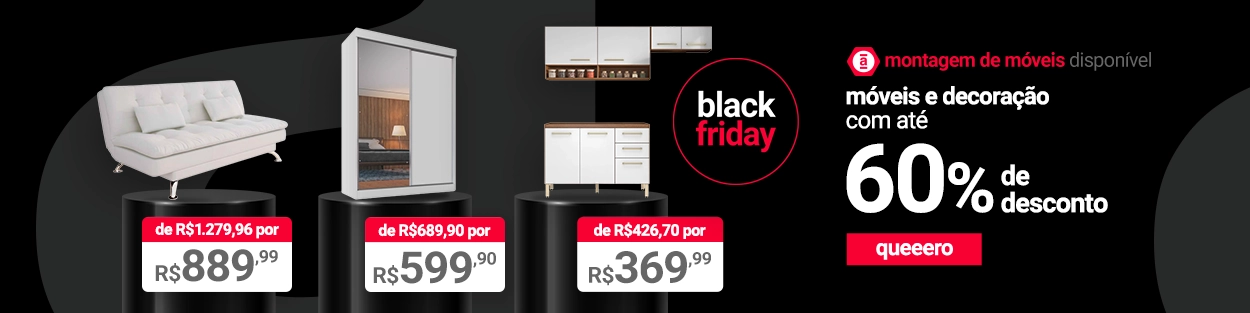 de R$1.279,96 por
R$889,99
de R$689,90 por
R$599,90
de R$426,70 por
R$369,99
black
friday
a montagem de móveis disponível
móveis e decoração
com até
60% de
desconto
queeero